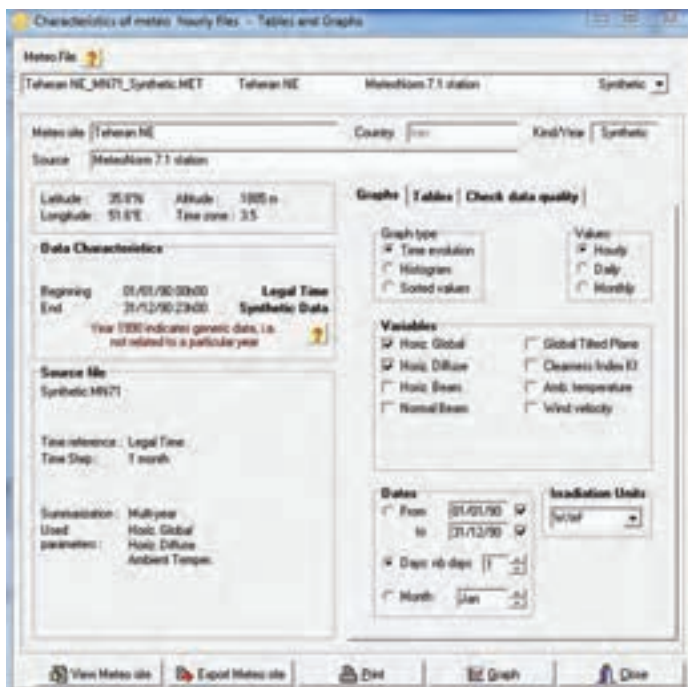 Characteristics of meteo hourly files - Tables and Graphs
Meteo File ?
Teheran NE_MN71_Synthetic.MET Teheran NE MeteoNorm 7.1 station Synthetic
Meteo site Teheran NE Country Iran Kind/Year Synthetic
Source MeteoNorm 7.1 station
Latitude : 35.8°N Altitude :
Longitude : 51.6°E Time zone : 3.5
Data Characteristics
Beginning 01/01/90 00h00 Legal Time
End 31/12/90 23h00 Synthetic Data
Year 1990 indicates generic data, i.e.
not related to a particular year ?
Source file
Synthetic MN71
Time reference : Legal Time
Time Step : 1 month
Summarization : Multi-year
Used parameters : Horiz. Global
Horiz. Diffuse
Ambient Temper.
Graphs Tables Check data quality
Graph type
Time evolution
Histogram
Sorted values
Values
Hourly
Daily
Monthly
Variables
Horiz. Global
Horiz. Diffuse
Horiz. Beam
Normal Beam
Global Tilted Plane
Clearness Index Kt
Amb. temperature
Wind velocity
Dates
From 01/01/90
to 31/12/90
Days: nb days 1
Month: Jan
Irradiation Units
W/m²
View Meteo site
Export Meteo site
Print
Graph
Close